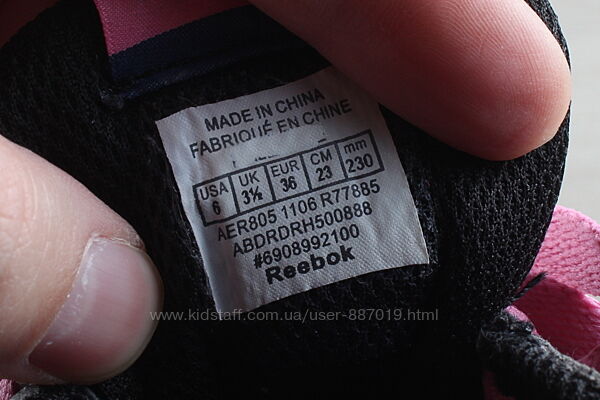 MADE IN CHINA
FABRIQUÉ EN CHINE
USA UK EUR CM mm
6 3½ 36 23 230
AER805 1106 R77885
ABDRDRH500888
#6908992100
Reebok
www.kidstaff.com.ua/user-887019.html